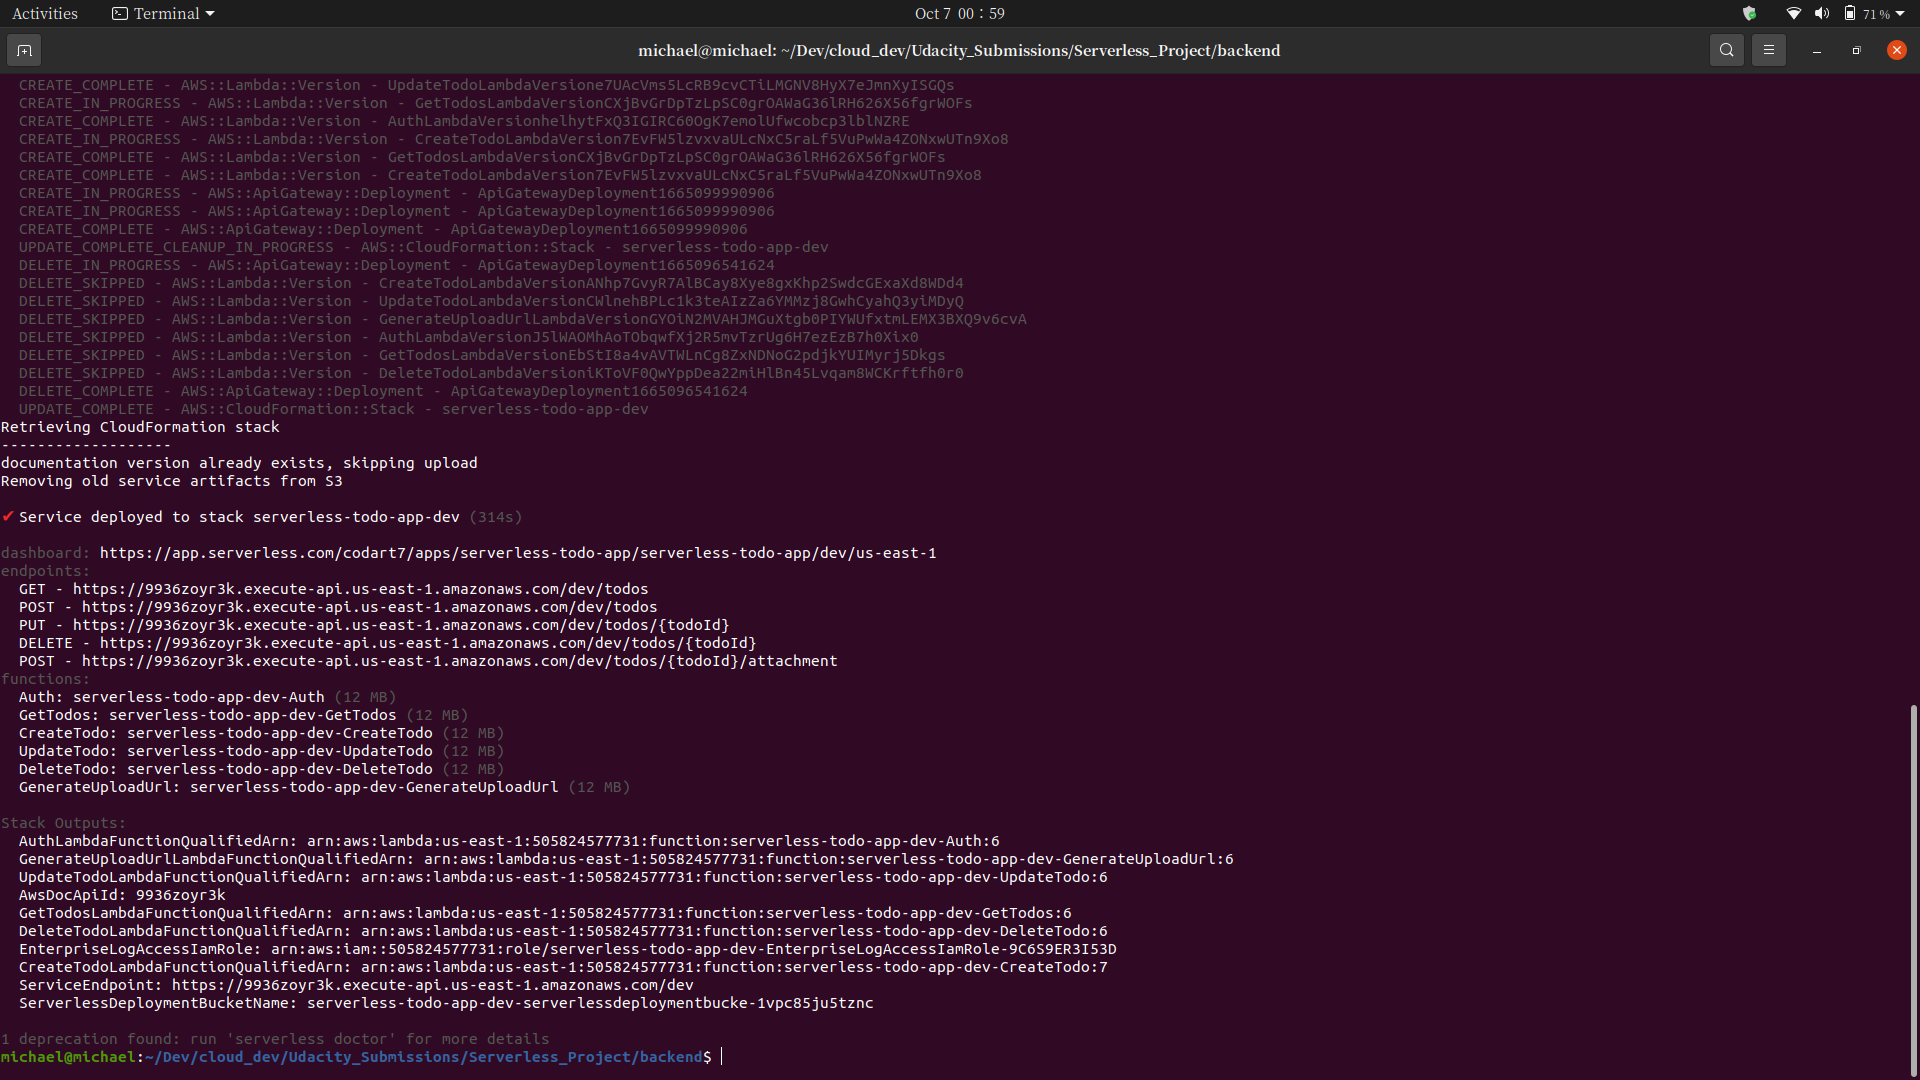 Activities
Terminal
Oct 7 00:59
71 %
michael@michael: ~/Dev/cloud_dev/Udacity_Submissions/Serverless_Project/backend
CREATE_COMPLETE - AWS::Lambda::Version - UpdateTodoLambdaVersione7UAcVms5LcRB9cvCTiLMGNV8HyX7eJmnXyISGQs
CREATE_IN_PROGRESS - AWS::Lambda::Version - GetTodosLambdaVersionCXjBvGrDpTzLpSC0grOAWaG36lRH626X56fgrWOFs
CREATE_COMPLETE - AWS::Lambda::Version - AuthLambdaVersionhelhytFxQ3IGIRC60OgK7emolUfwcobcp3lblNZRE
CREATE_IN_PROGRESS - AWS::Lambda::Version - CreateTodoLambdaVersion7EvFW5lzvxvaULcNxC5raLf5VuPwWa4ZONxwUTn9Xo8
CREATE_COMPLETE - AWS::Lambda::Version - GetTodosLambdaVersionCXjBvGrDpTzLpSC0grOAWaG36lRH626X56fgrWOFs
CREATE_COMPLETE - AWS::Lambda::Version - CreateTodoLambdaVersion7EvFW5lzvxvaULcNxC5raLf5VuPwWa4ZONxwUTn9Xo8
CREATE_IN_PROGRESS - AWS::ApiGateway::Deployment - ApiGatewayDeployment1665099990906
CREATE_IN_PROGRESS - AWS::ApiGateway::Deployment - ApiGatewayDeployment1665099990906
CREATE_COMPLETE - AWS::ApiGateway::Deployment - ApiGatewayDeployment1665099990906
UPDATE_COMPLETE_CLEANUP_IN_PROGRESS - AWS::CloudFormation::Stack - serverless-todo-app-dev
DELETE_IN_PROGRESS - AWS::ApiGateway::Deployment - ApiGatewayDeployment1665096541624
DELETE_SKIPPED - AWS::Lambda::Version - CreateTodoLambdaVersionANhp7GvyR7AlBCay8Xye8gxKhp2SwdcGExaXd8WDd4
DELETE_SKIPPED - AWS::Lambda::Version - UpdateTodoLambdaVersionCWlnehBPLc1k3teAIzZa6YMMzj8GwhCyahQ3yiMDyQ
DELETE_SKIPPED - AWS::Lambda::Version - GenerateUploadUrlLambdaVersionGYOiN2MVAHJMGuXtgb0PIYWUfxtmLEMX3BXQ9v6cvA
DELETE_SKIPPED - AWS::Lambda::Version - AuthLambdaVersionJ5lWAOMhAoTObqwfXj2R5mvTzrUg6H7ezEzB7h0Xix0
DELETE_SKIPPED - AWS::Lambda::Version - GetTodosLambdaVersionEbStI8a4vAVTWLnCg8ZxNDNoG2pdjkYUIMyrj5Dkgs
DELETE_SKIPPED - AWS::Lambda::Version - DeleteTodoLambdaVersioniKToVF0QwYppDea22miHlBn45Lvqam8WCKrftfh0r0
DELETE_COMPLETE - AWS::ApiGateway::Deployment - ApiGatewayDeployment1665096541624
UPDATE_COMPLETE - AWS::CloudFormation::Stack - serverless-todo-app-dev
Retrieving CloudFormation stack
-------------------
documentation version already exists, skipping upload
Removing old service artifacts from S3
✔ Service deployed to stack serverless-todo-app-dev (314s)
dashboard: https://app.serverless.com/codart7/apps/serverless-todo-app/serverless-todo-app/dev/us-east-1
endpoints:
GET - https://9936zoyr3k.execute-api.us-east-1.amazonaws.com/dev/todos
POST - https://9936zoyr3k.execute-api.us-east-1.amazonaws.com/dev/todos
PUT - https://9936zoyr3k.execute-api.us-east-1.amazonaws.com/dev/todos/{todoId}
DELETE - https://9936zoyr3k.execute-api.us-east-1.amazonaws.com/dev/todos/{todoId}
POST - https://9936zoyr3k.execute-api.us-east-1.amazonaws.com/dev/todos/{todoId}/attachment
functions:
Auth: serverless-todo-app-dev-Auth (12 MB)
GetTodos: serverless-todo-app-dev-GetTodos (12 MB)
CreateTodo: serverless-todo-app-dev-CreateTodo (12 MB)
UpdateTodo: serverless-todo-app-dev-UpdateTodo (12 MB)
DeleteTodo: serverless-todo-app-dev-DeleteTodo (12 MB)
GenerateUploadUrl: serverless-todo-app-dev-GenerateUploadUrl (12 MB)
Stack Outputs:
AuthLambdaFunctionQualifiedArn: arn:aws:lambda:us-east-1:505824577731:function:serverless-todo-app-dev-Auth:6
GenerateUploadUrlLambdaFunctionQualifiedArn: arn:aws:lambda:us-east-1:505824577731:function:serverless-todo-app-dev-GenerateUploadUrl:6
UpdateTodoLambdaFunctionQualifiedArn: arn:aws:lambda:us-east-1:505824577731:function:serverless-todo-app-dev-UpdateTodo:6
AwsDocApiId: 9936zoyr3k
GetTodosLambdaFunctionQualifiedArn: arn:aws:lambda:us-east-1:505824577731:function:serverless-todo-app-dev-GetTodos:6
DeleteTodoLambdaFunctionQualifiedArn: arn:aws:lambda:us-east-1:505824577731:function:serverless-todo-app-dev-DeleteTodo:6
EnterpriseLogAccessIamRole: arn:aws:iam::505824577731:role/serverless-todo-app-dev-EnterpriseLogAccessIamRole-9C6S9ER3I53D
CreateTodoLambdaFunctionQualifiedArn: arn:aws:lambda:us-east-1:505824577731:function:serverless-todo-app-dev-CreateTodo:7
ServiceEndpoint: https://9936zoyr3k.execute-api.us-east-1.amazonaws.com/dev
ServerlessDeploymentBucketName: serverless-todo-app-dev-serverlessdeploymentbucke-1vpc85ju5tznc
1 deprecation found: run 'serverless doctor' for more details
michael@michael:~/Dev/cloud_dev/Udacity_Submissions/Serverless_Project/backend$